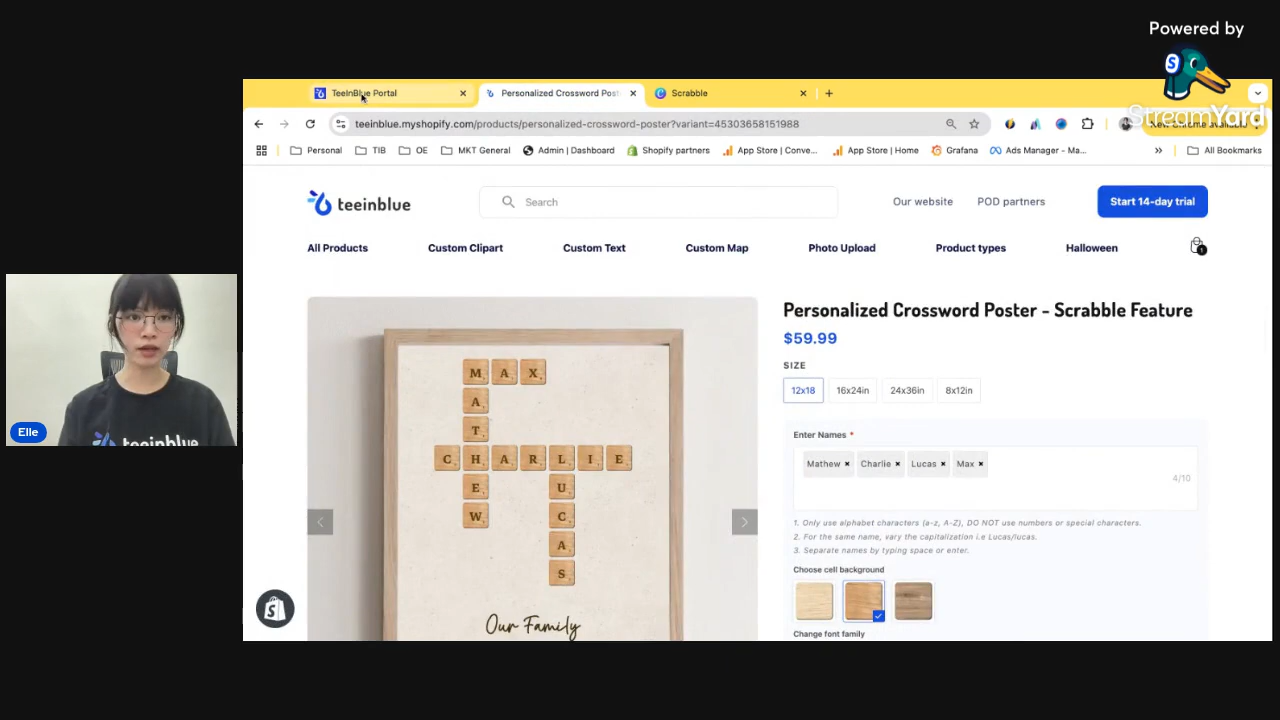 Powered by
StreamYard
TeeInBlue Portal
Personalized Crossword Post
Scrabble
teeinblue.myshopify.com/products/personalized-crossword-poster?variant=45303658151988
New Chrome available
Personal
TIB
OE
MKT General
Admin | Dashboard
Shopify partners
App Store | Conve...
App Store | Home
Grafana
Ads Manager - Ma...
All Bookmarks
teeinblue
Search
Our website
POD partners
Start 14-day trial
All Products
Custom Clipart
Custom Text
Custom Map
Photo Upload
Product types
Halloween
1
Personalized Crossword Poster - Scrabble Feature
$59.99
SIZE
12x18
16x24in
24x36in
8x12in
Enter Names *
Mathew ×
Charlie ×
Lucas ×
Max ×
4/10
1. Only use alphabet characters (a-z, A-Z), DO NOT use numbers or special characters.
2. For the same name, vary the capitalization i.e Lucas/lucas.
3. Separate names by typing space or enter.
Choose cell background
Change font family
M A X
A
T
C H A R L I E
E U
W C
A
S
Our Family
teeinblue
Elle